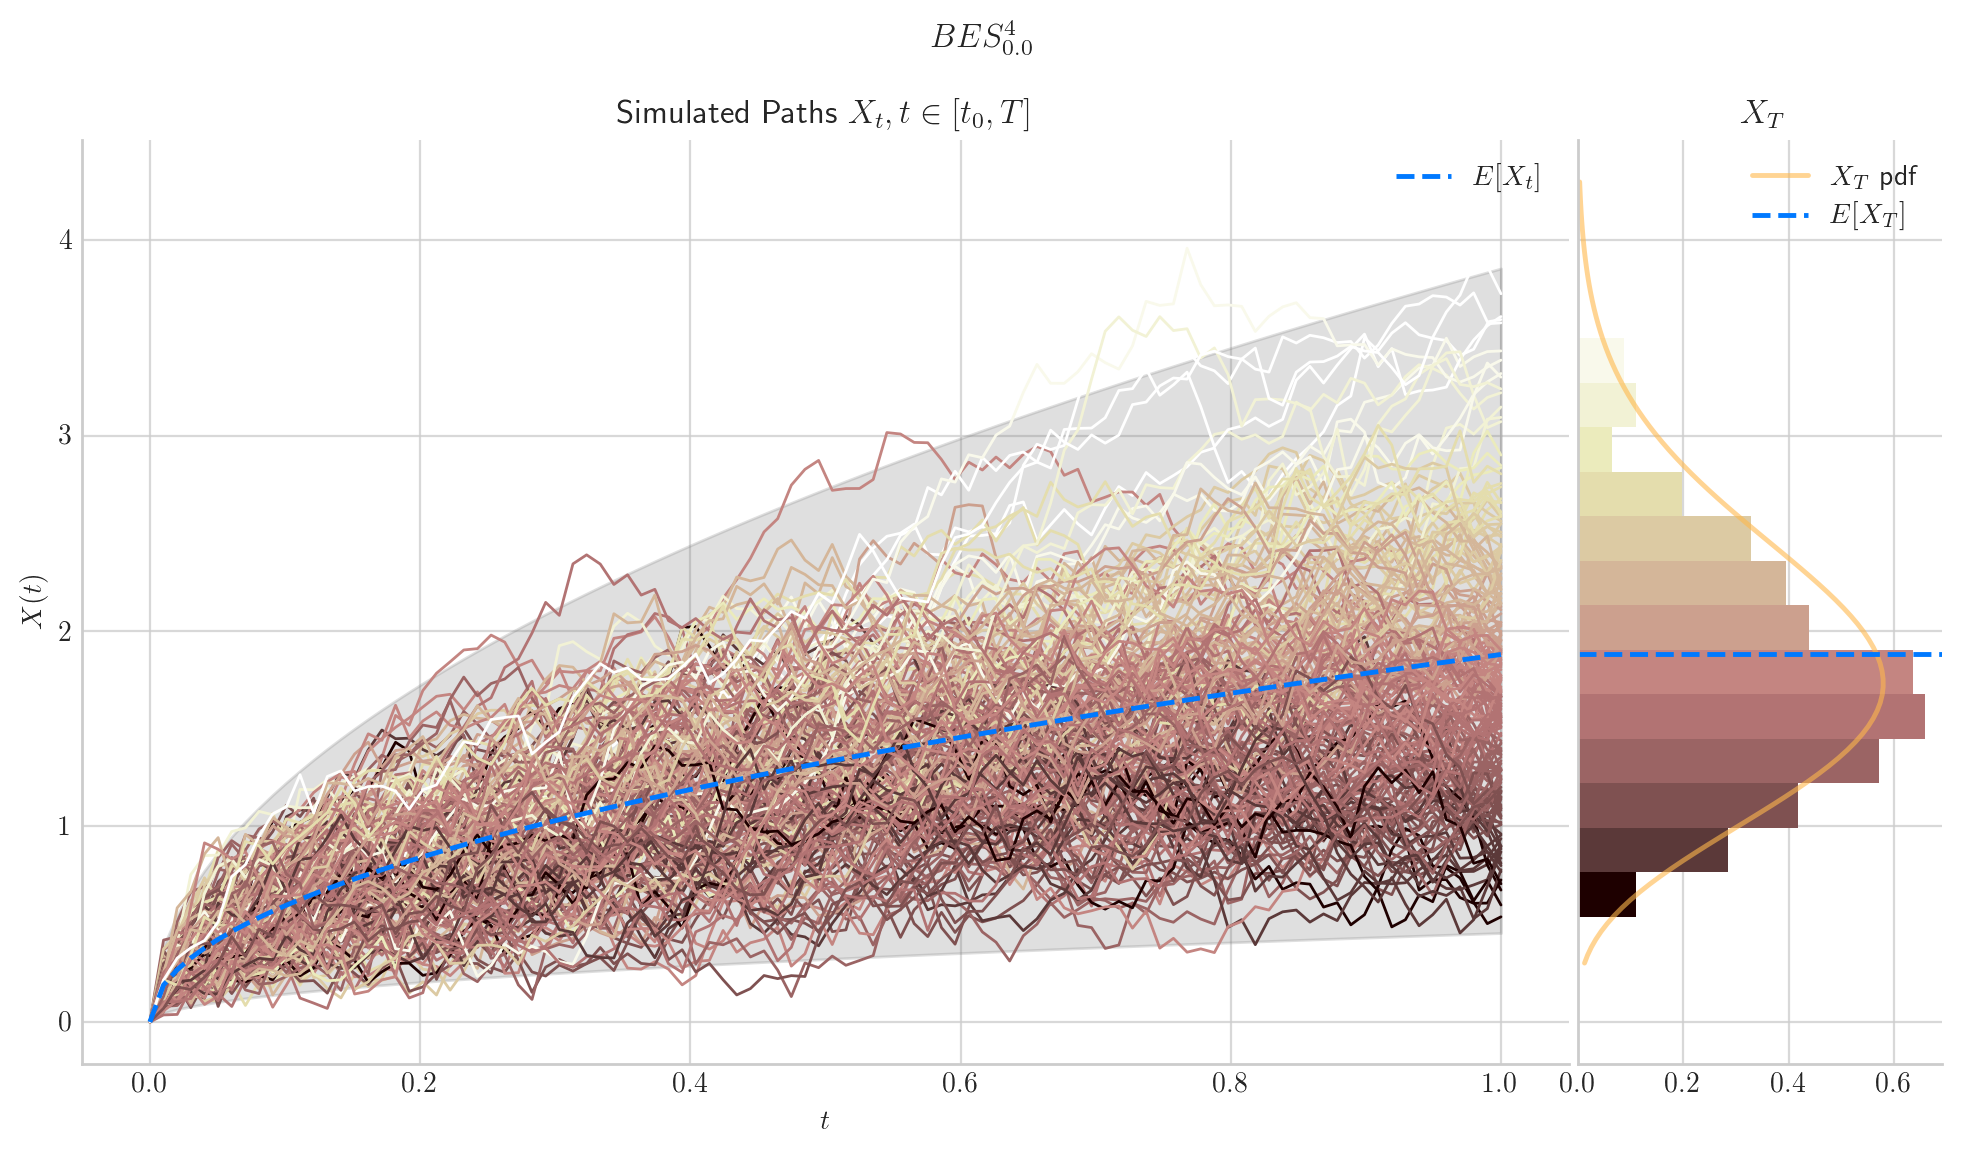 $BES_{0.0}^{4}$
Simulated Paths $X_t, t \in [t_0, T]$
$X_T$
$E[X_t]$
$X_T$ pdf
$E[X_T]$
4
3
2
1
0
$X(t)$
0.0 0.2 0.4 0.6 0.8 1.0
0.0 0.2 0.4 0.6
$t$